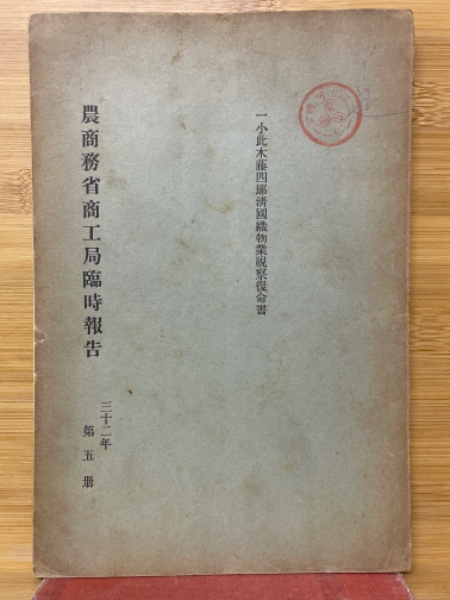 一小此木藤四郎清國織物業視察復命書
農商務省商工局臨時報告
三十二年
第五册